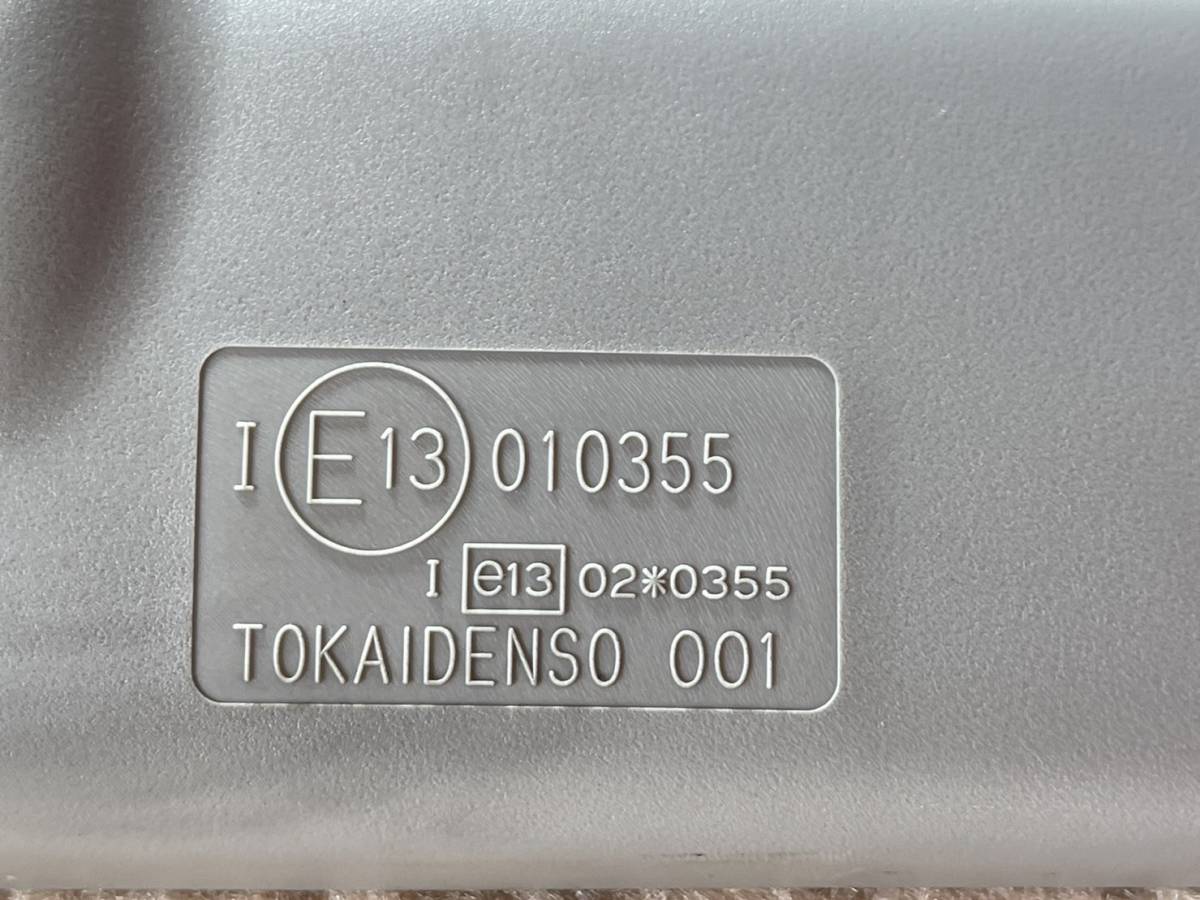 I E13 010355
I e13 02*0355
TOKAIDENSO 001